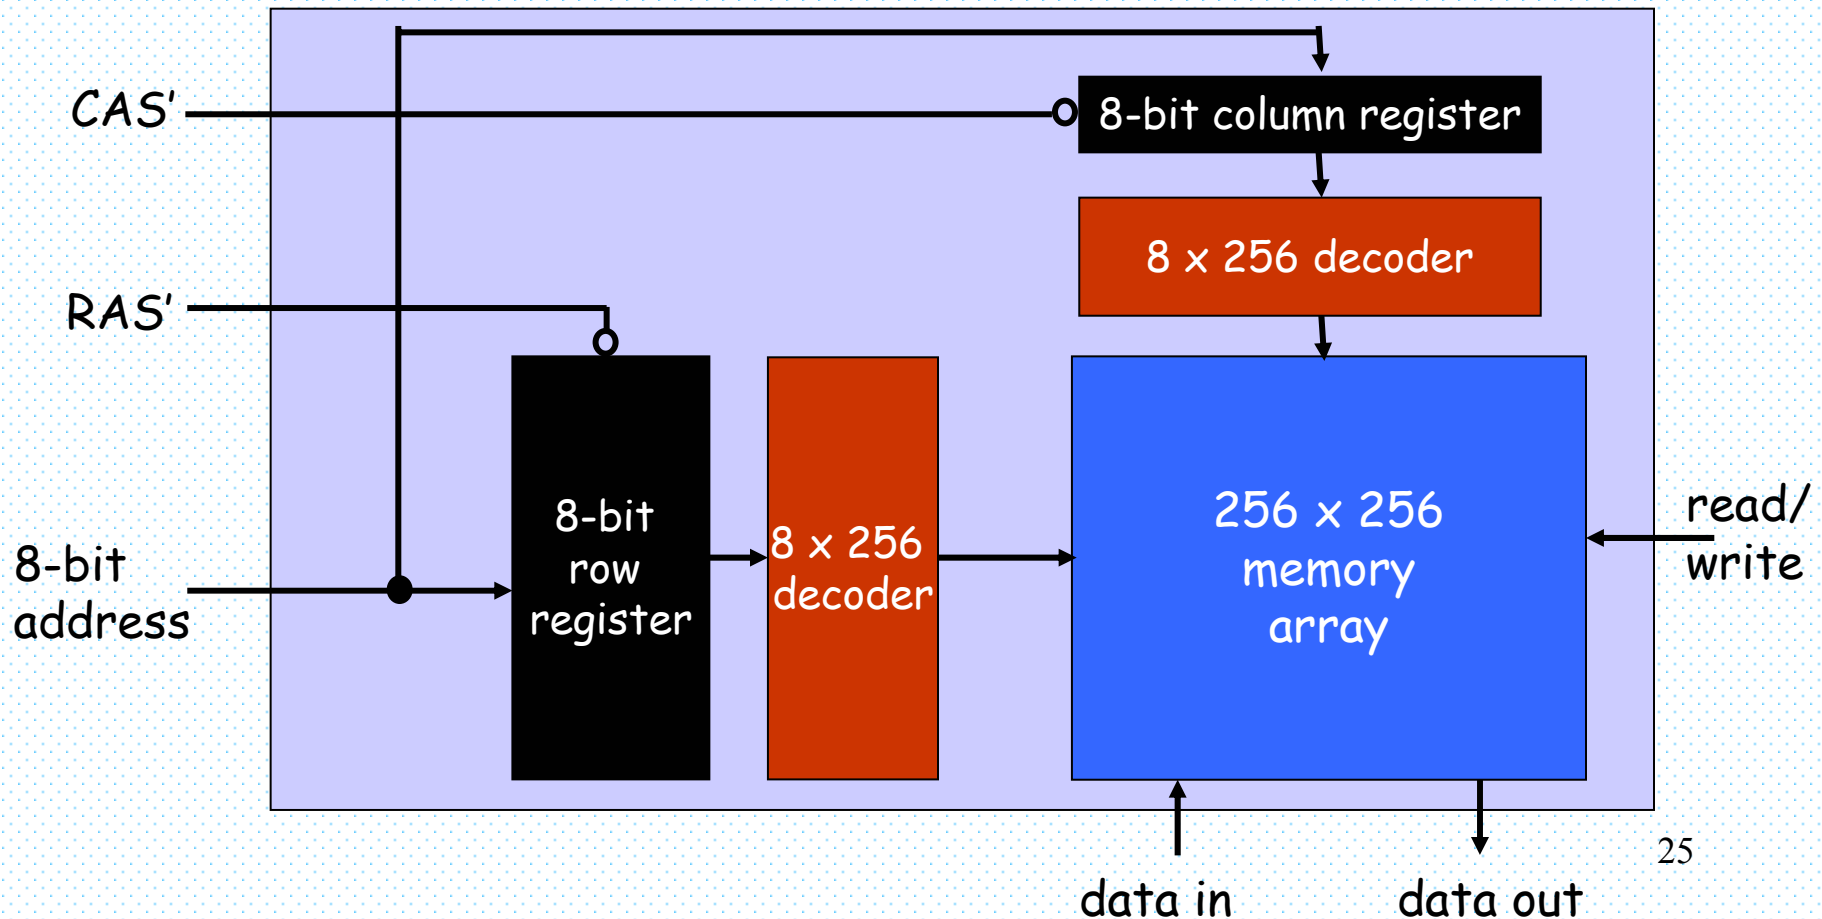 CAS'
8-bit column register
8 x 256 decoder
RAS'
8-bit
address
8-bit
row
register
8 x 256
decoder
256 x 256
memory
array
read/
write
data in
data out
25